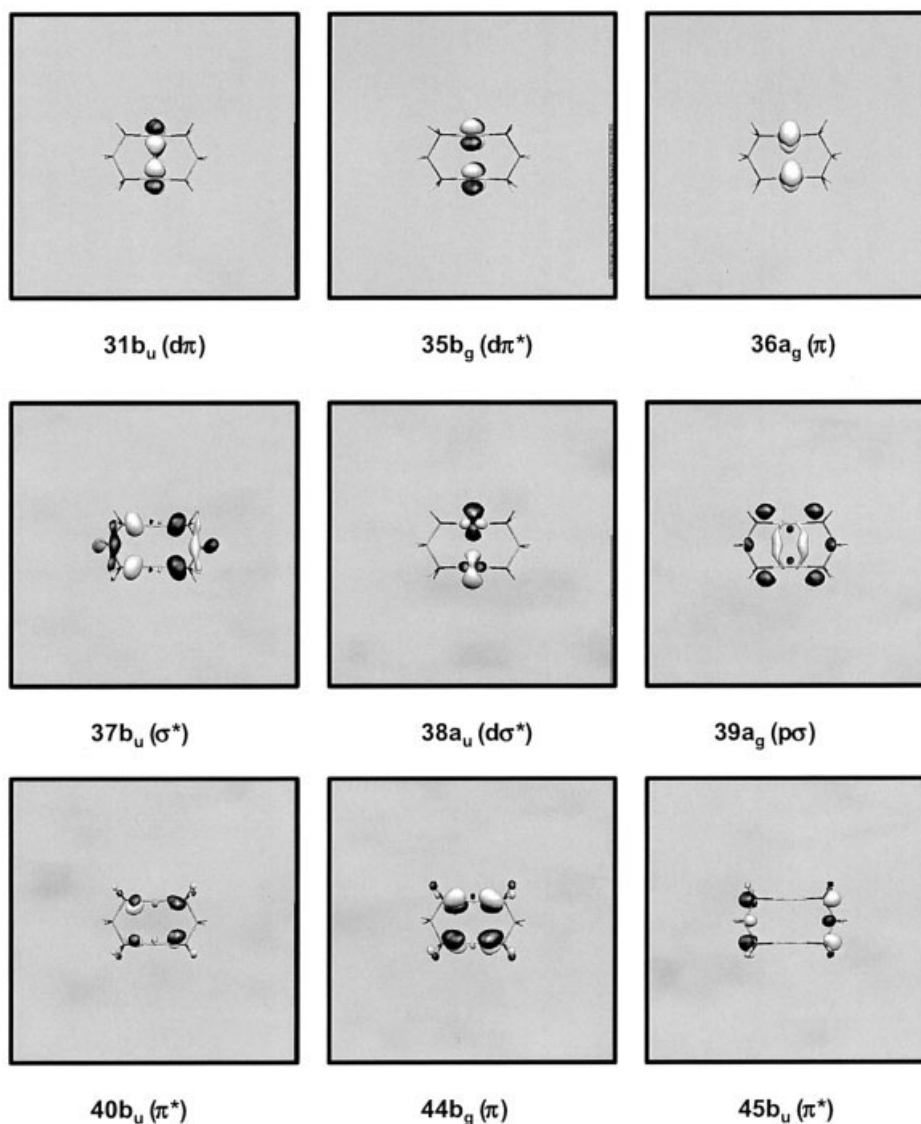 31bu (dπ)
35bg (dπ*)
36ag (π)
37bu (σ*)
38au (dσ*)
39ag (pσ)
40bu (π*)
44bg (π)
45bu (π*)